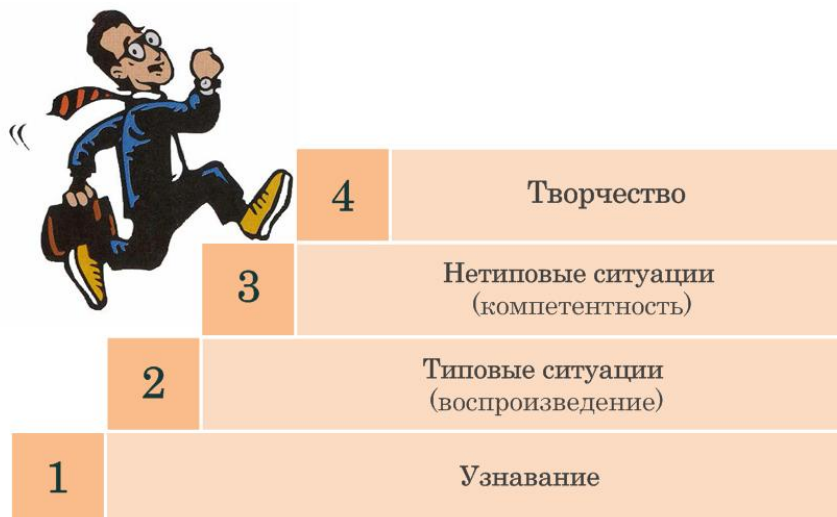 4
Творчество
3
Нетиповые ситуации
(компетентность)
2
Типовые ситуации
(воспроизведение)
1
Узнавание